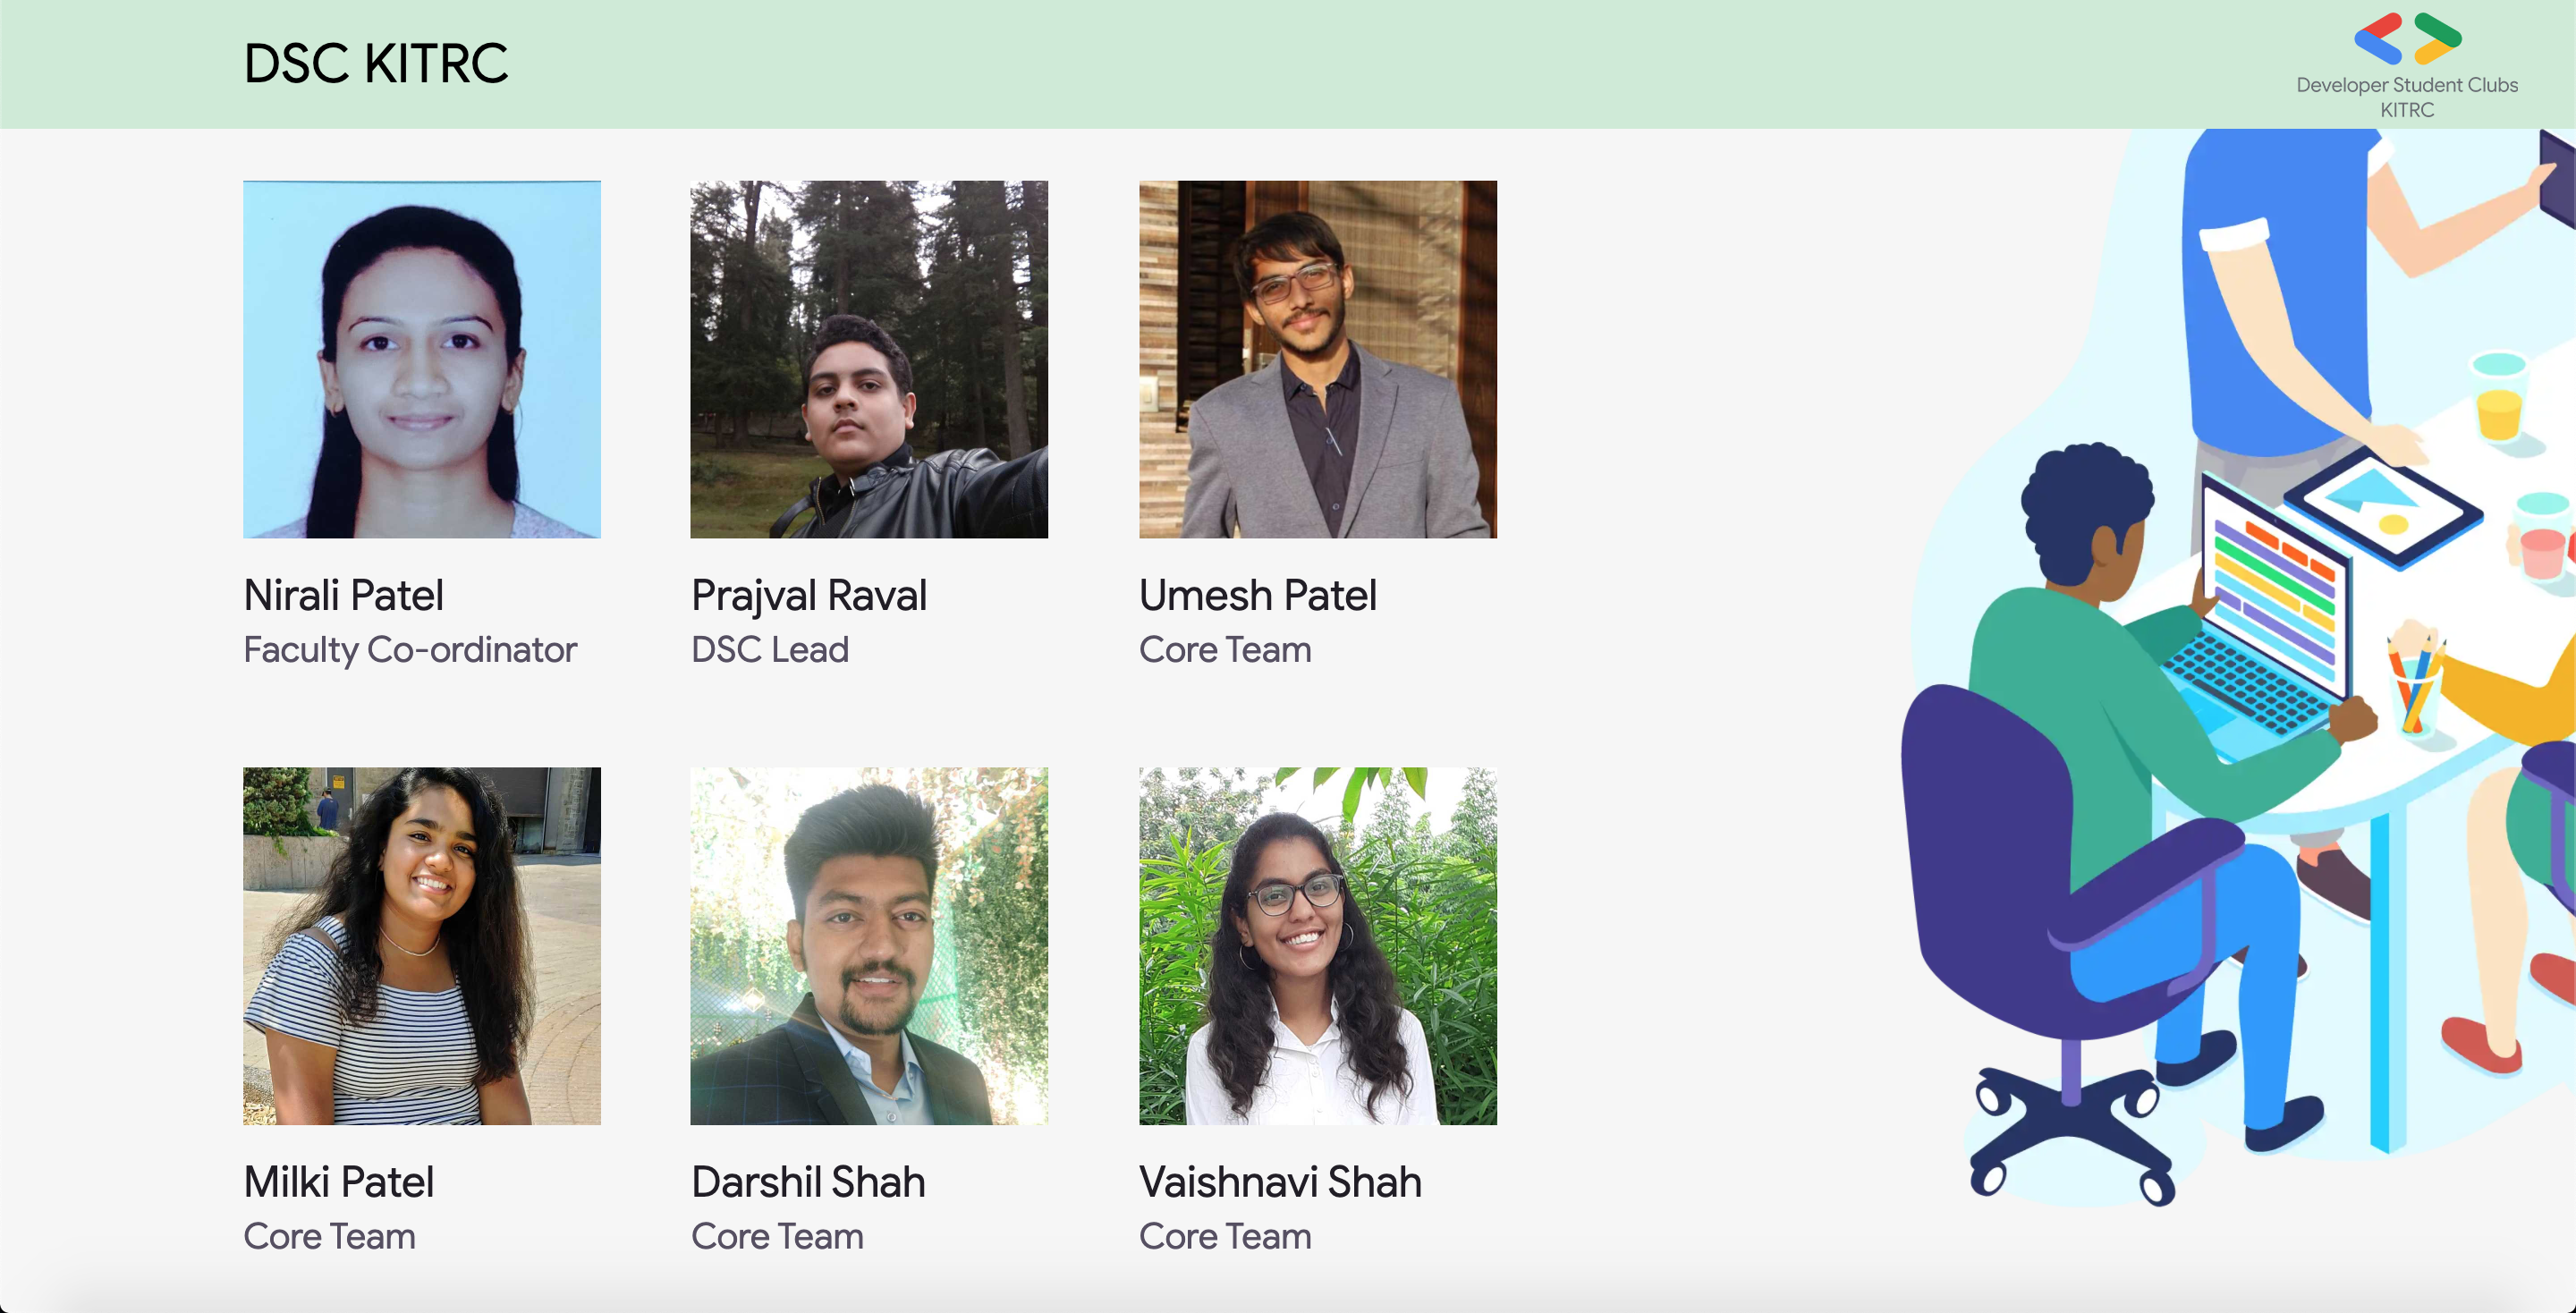 DSC KITRC
Developer Student Clubs
KITRC
Nirali Patel
Faculty Co-ordinator
Prajval Raval
DSC Lead
Umesh Patel
Core Team
Milki Patel
Core Team
Darshil Shah
Core Team
Vaishnavi Shah
Core Team